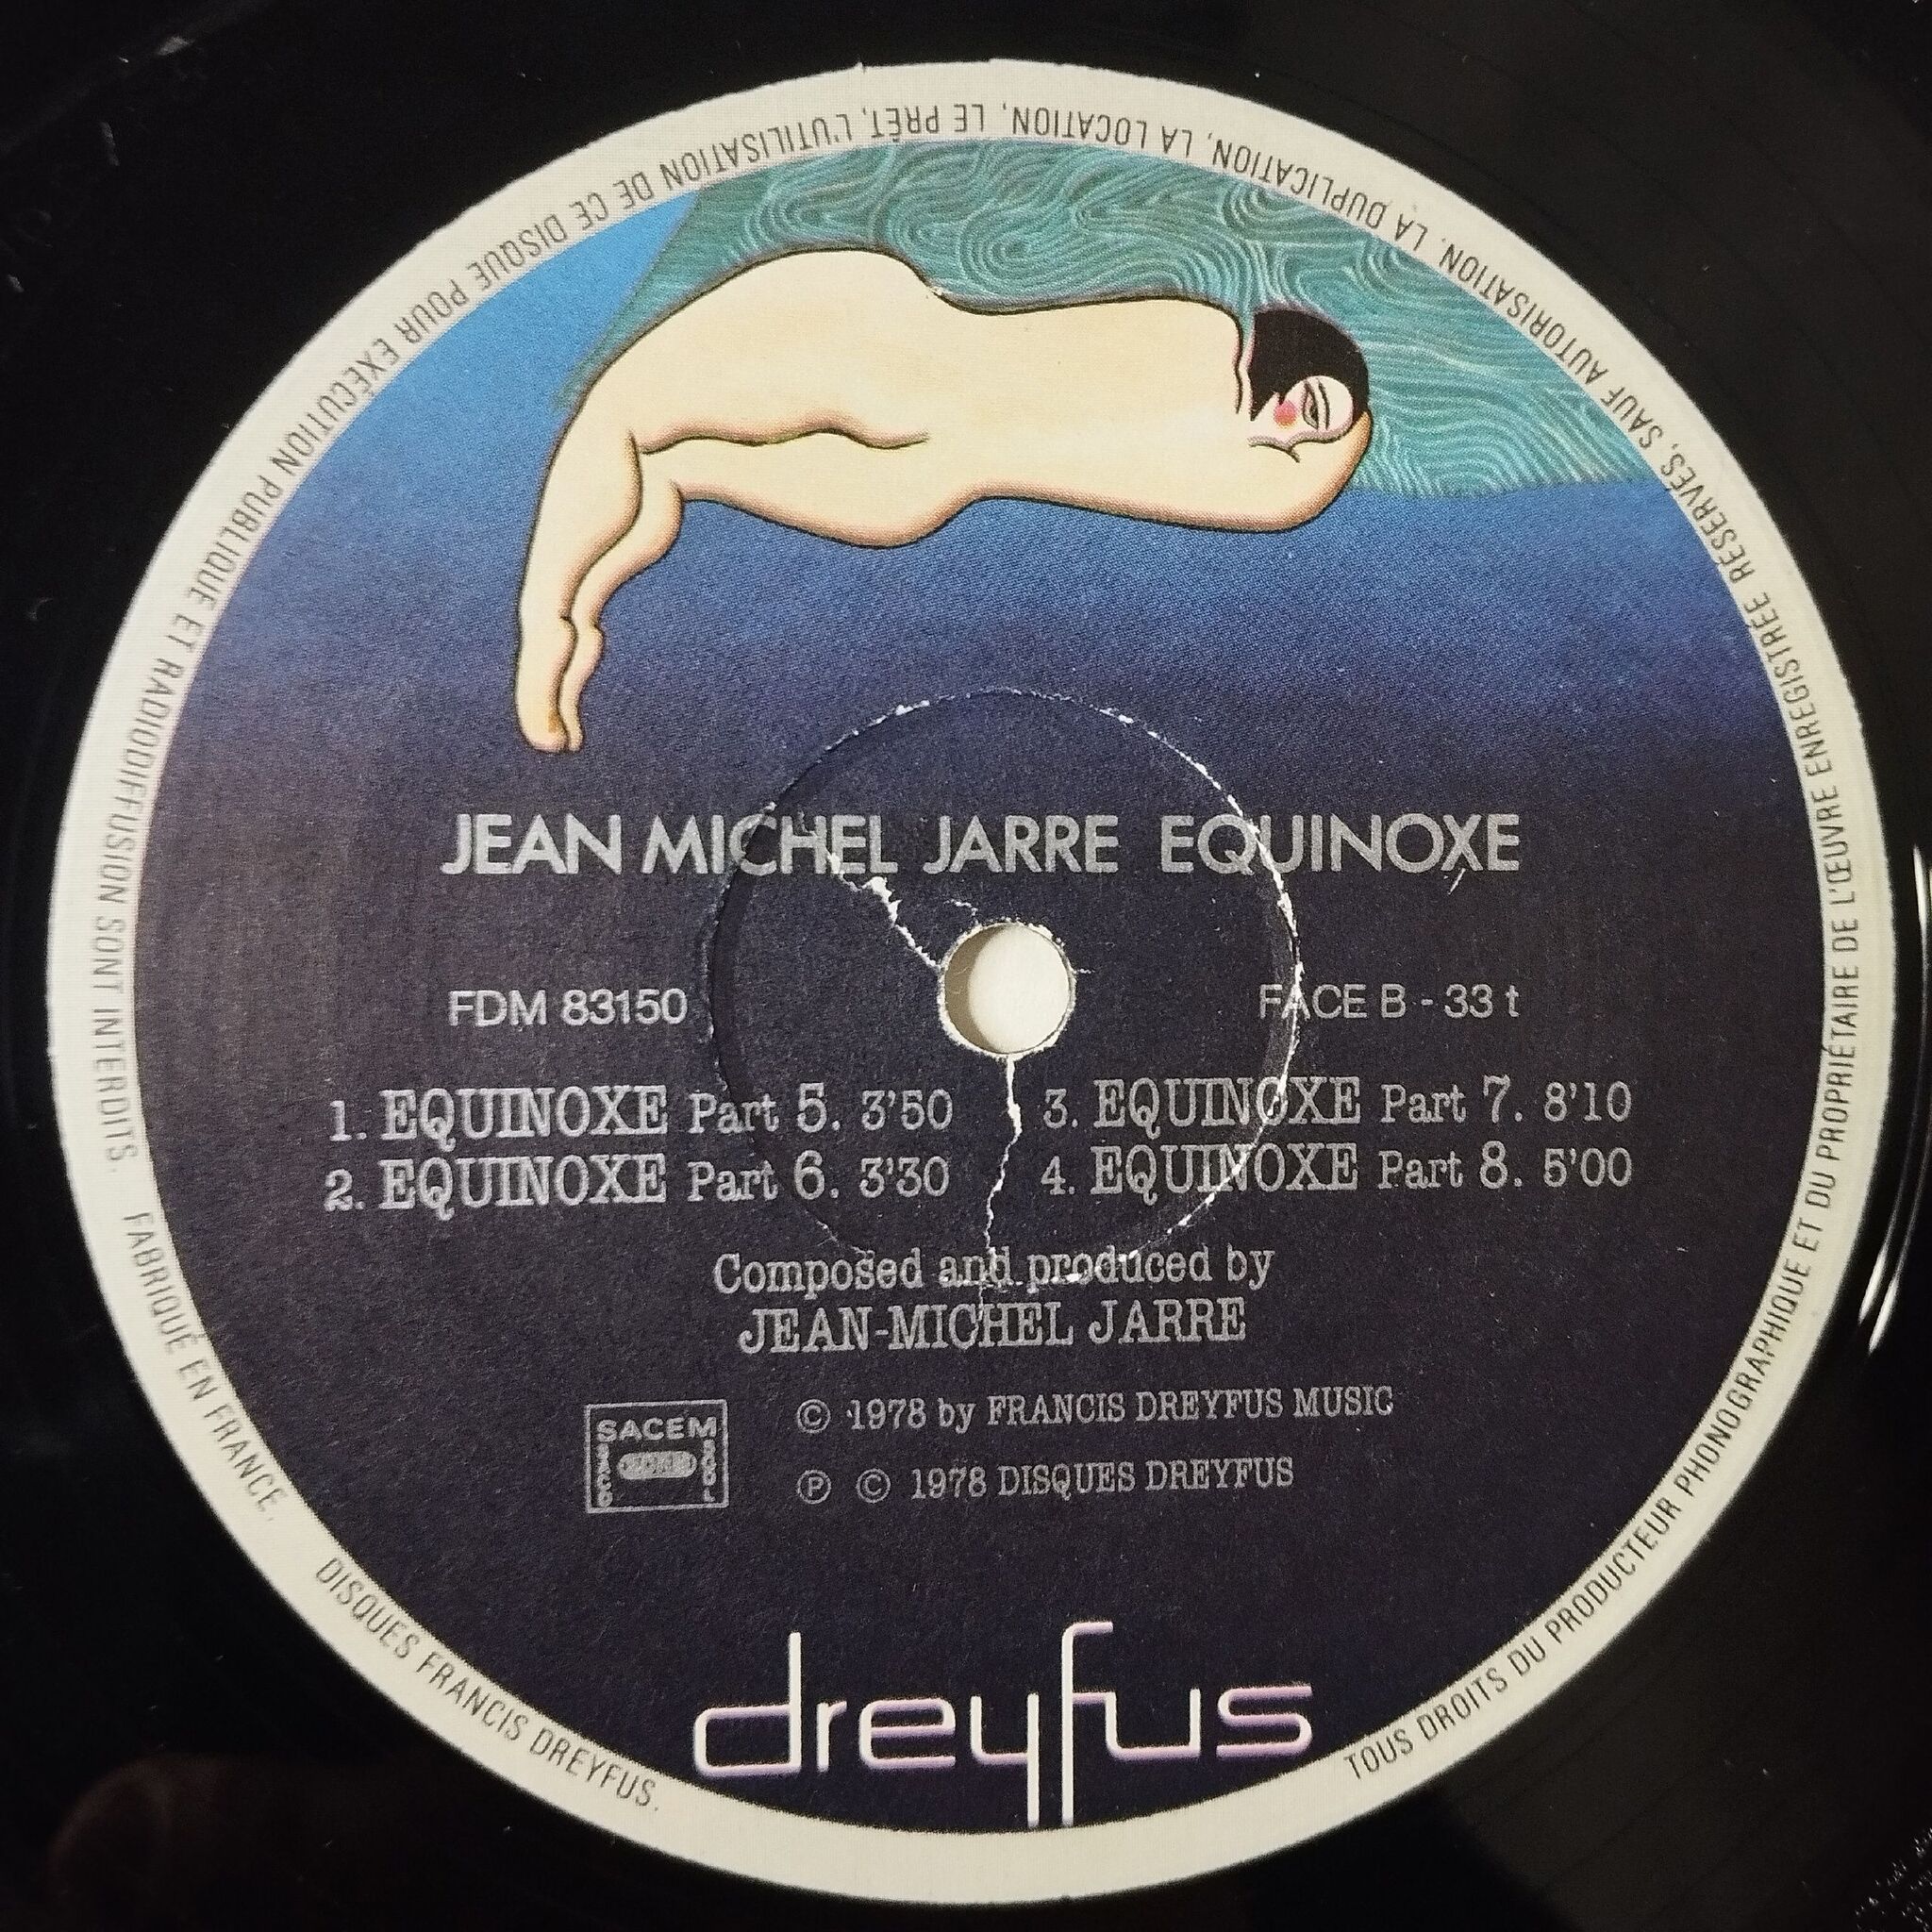 JEAN MICHEL JARRE EQUINOXE
FDM 83150
FACE B - 33 t
1. EQUINOXE Part 5. 3'50
2. EQUINOXE Part 6. 3'30
3. EQUINOXE Part 7. 8'10
4. EQUINOXE Part 8. 5'00
Composed and produced by
JEAN-MICHEL JARRE
SACEM
© 1978 by FRANCIS DREYFUS MUSIC
℗ © 1978 DISQUES DREYFUS
dreyfus
TOUS DROITS DU PRODUCTEUR PHONOGRAPHIQUE ET DU PROPRIÉTAIRE DE L'ŒUVRE ENREGISTRÉE RÉSERVÉS, SAUF AUTORISATION, LA DUPLICATION, LA LOCATION, LE PRÊT, L'UTILISATION DE CE DISQUE POUR EXÉCUTION PUBLIQUE ET RADIODIFFUSION SONT INTERDITS. FABRIQUÉ EN FRANCE. DISQUES FRANCIS DREYFUS.